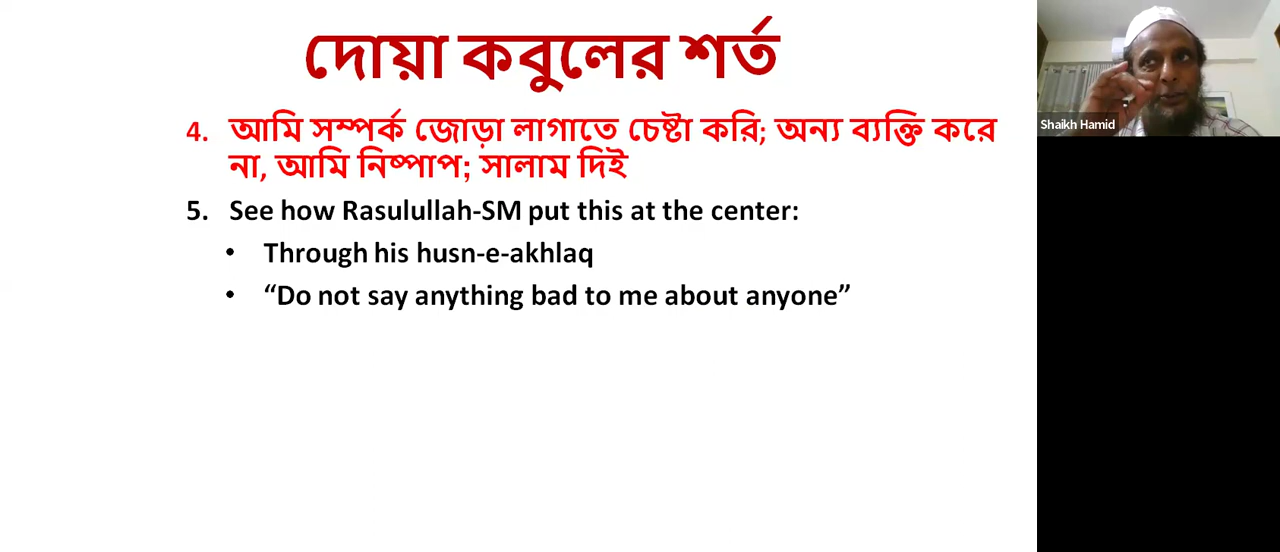 দোয়া কবুলের শর্ত
4. আমি সম্পর্ক জোড়া লাগাতে চেষ্টা করি; অন্য ব্যক্তি করে
না, আমি নিষ্পাপ; সালাম দিই
5. See how Rasulullah-SM put this at the center:
• Through his husn-e-akhlaq
• “Do not say anything bad to me about anyone”
Shaikh Hamid